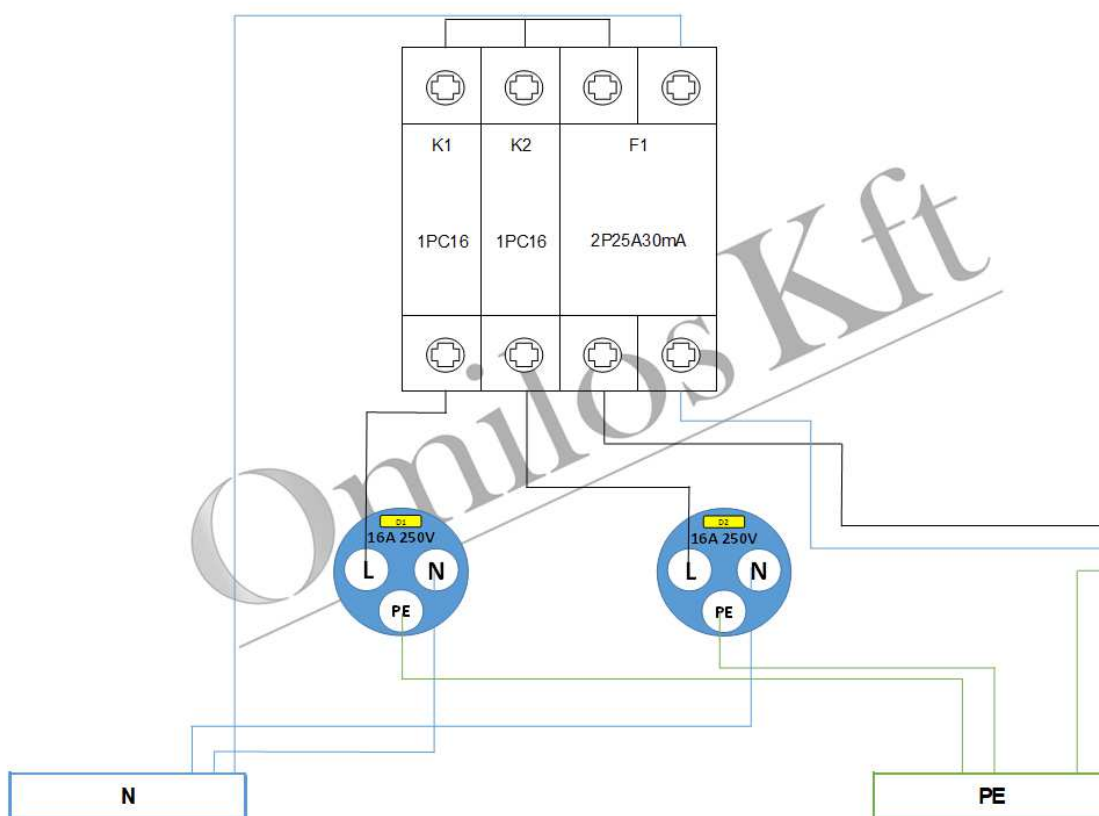 K1 K2 F1
1PC16 1PC16 2P25A30mA
Omilos Kft
D1 D2
16A 250V 16A 250V
L N L N
PE PE
N PE